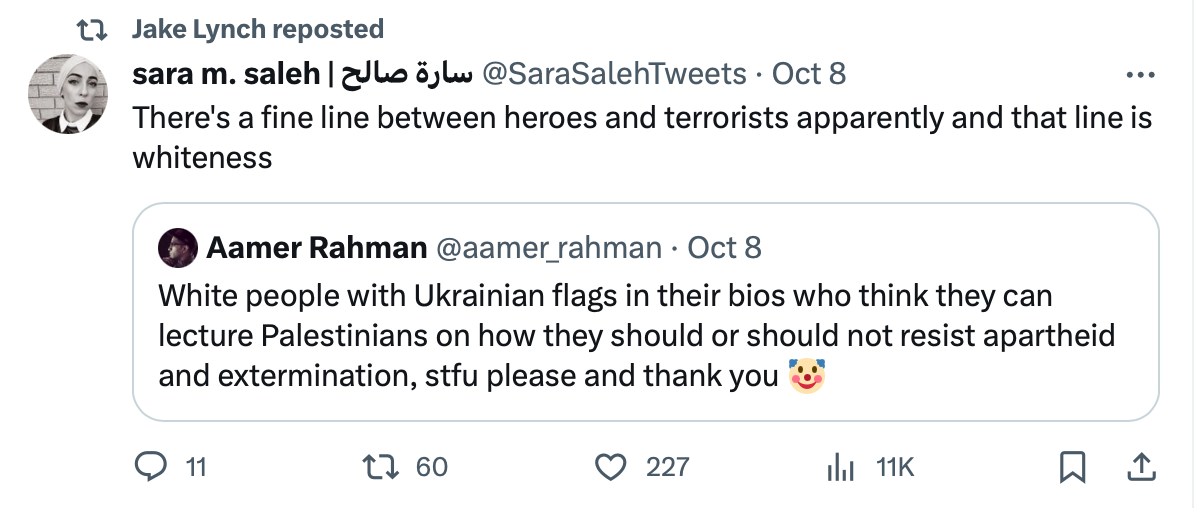 Jake Lynch reposted
sara m. saleh | سارة صالح @SaraSalehTweets · Oct 8
There's a fine line between heroes and terrorists apparently and that line is
whiteness
Aamer Rahman @aamer_rahman · Oct 8
White people with Ukrainian flags in their bios who think they can
lecture Palestinians on how they should or should not resist apartheid
and extermination, stfu please and thank you 🤡
11 60 227 11K